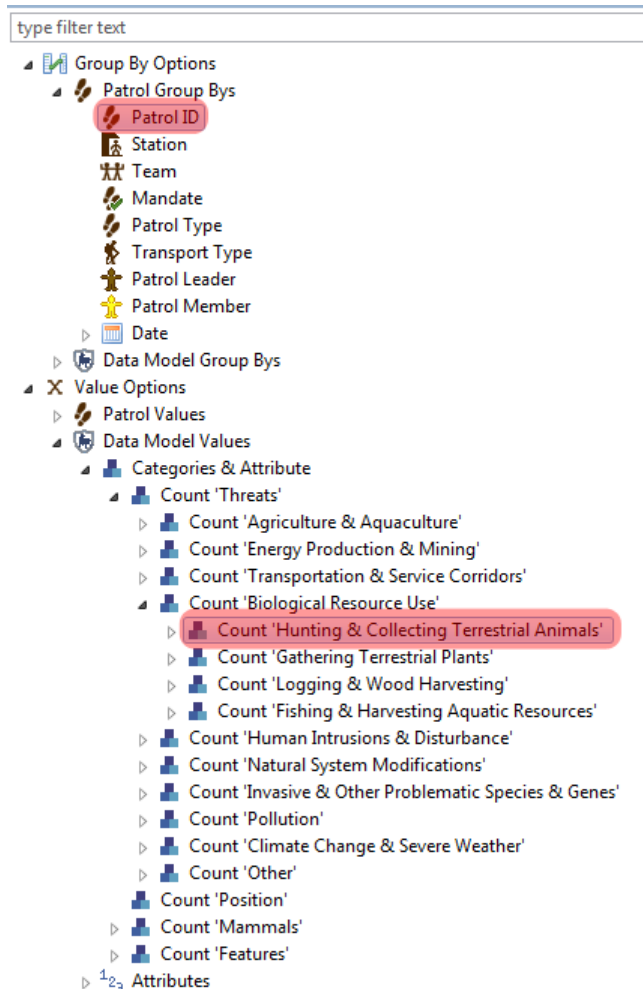 type filter text
Group By Options
Patrol Group Bys
Patrol ID
Station
Team
Mandate
Patrol Type
Transport Type
Patrol Leader
Patrol Member
Date
Data Model Group Bys
Value Options
Patrol Values
Data Model Values
Categories & Attribute
Count 'Threats'
Count 'Agriculture & Aquaculture'
Count 'Energy Production & Mining'
Count 'Transportation & Service Corridors'
Count 'Biological Resource Use'
Count 'Hunting & Collecting Terrestrial Animals'
Count 'Gathering Terrestrial Plants'
Count 'Logging & Wood Harvesting'
Count 'Fishing & Harvesting Aquatic Resources'
Count 'Human Intrusions & Disturbance'
Count 'Natural System Modifications'
Count 'Invasive & Other Problematic Species & Genes'
Count 'Pollution'
Count 'Climate Change & Severe Weather'
Count 'Other'
Count 'Position'
Count 'Mammals'
Count 'Features'
123 Attributes